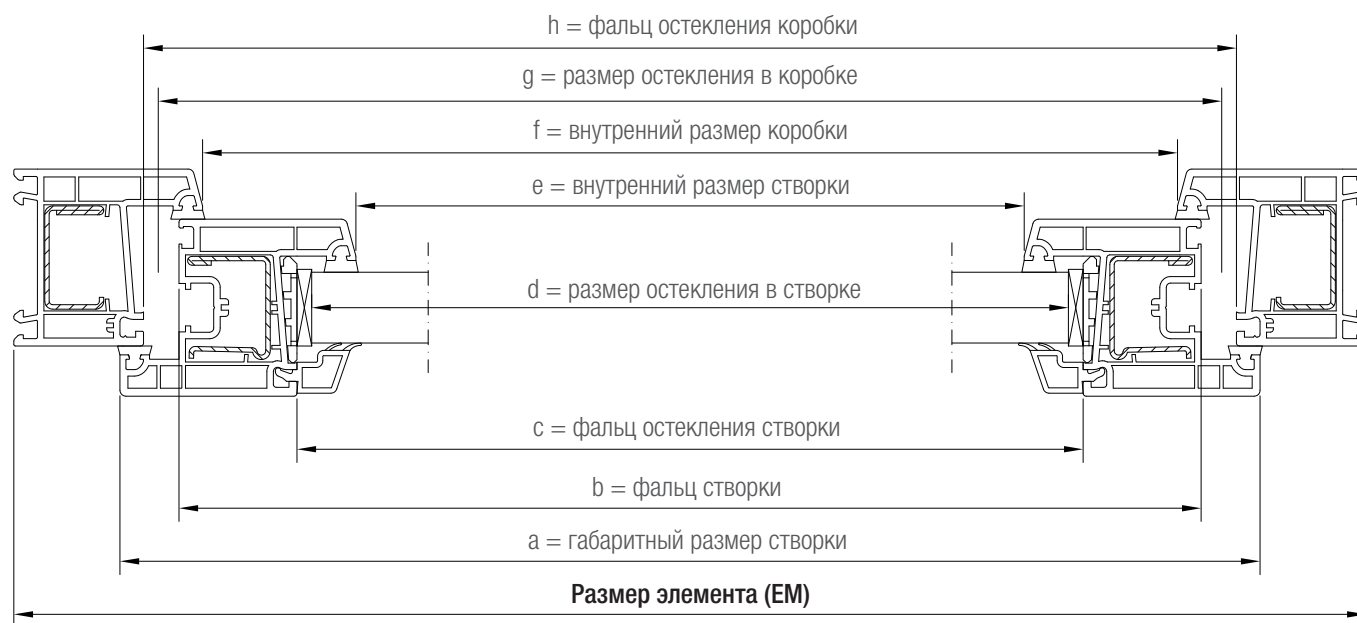 h = фальц остекления коробки
g = размер остекления в коробке
f = внутренний размер коробки
e = внутренний размер створки
d = размер остекления в створке
c = фальц остекления створки
b = фальц створки
a = габаритный размер створки
Размер элемента (EM)